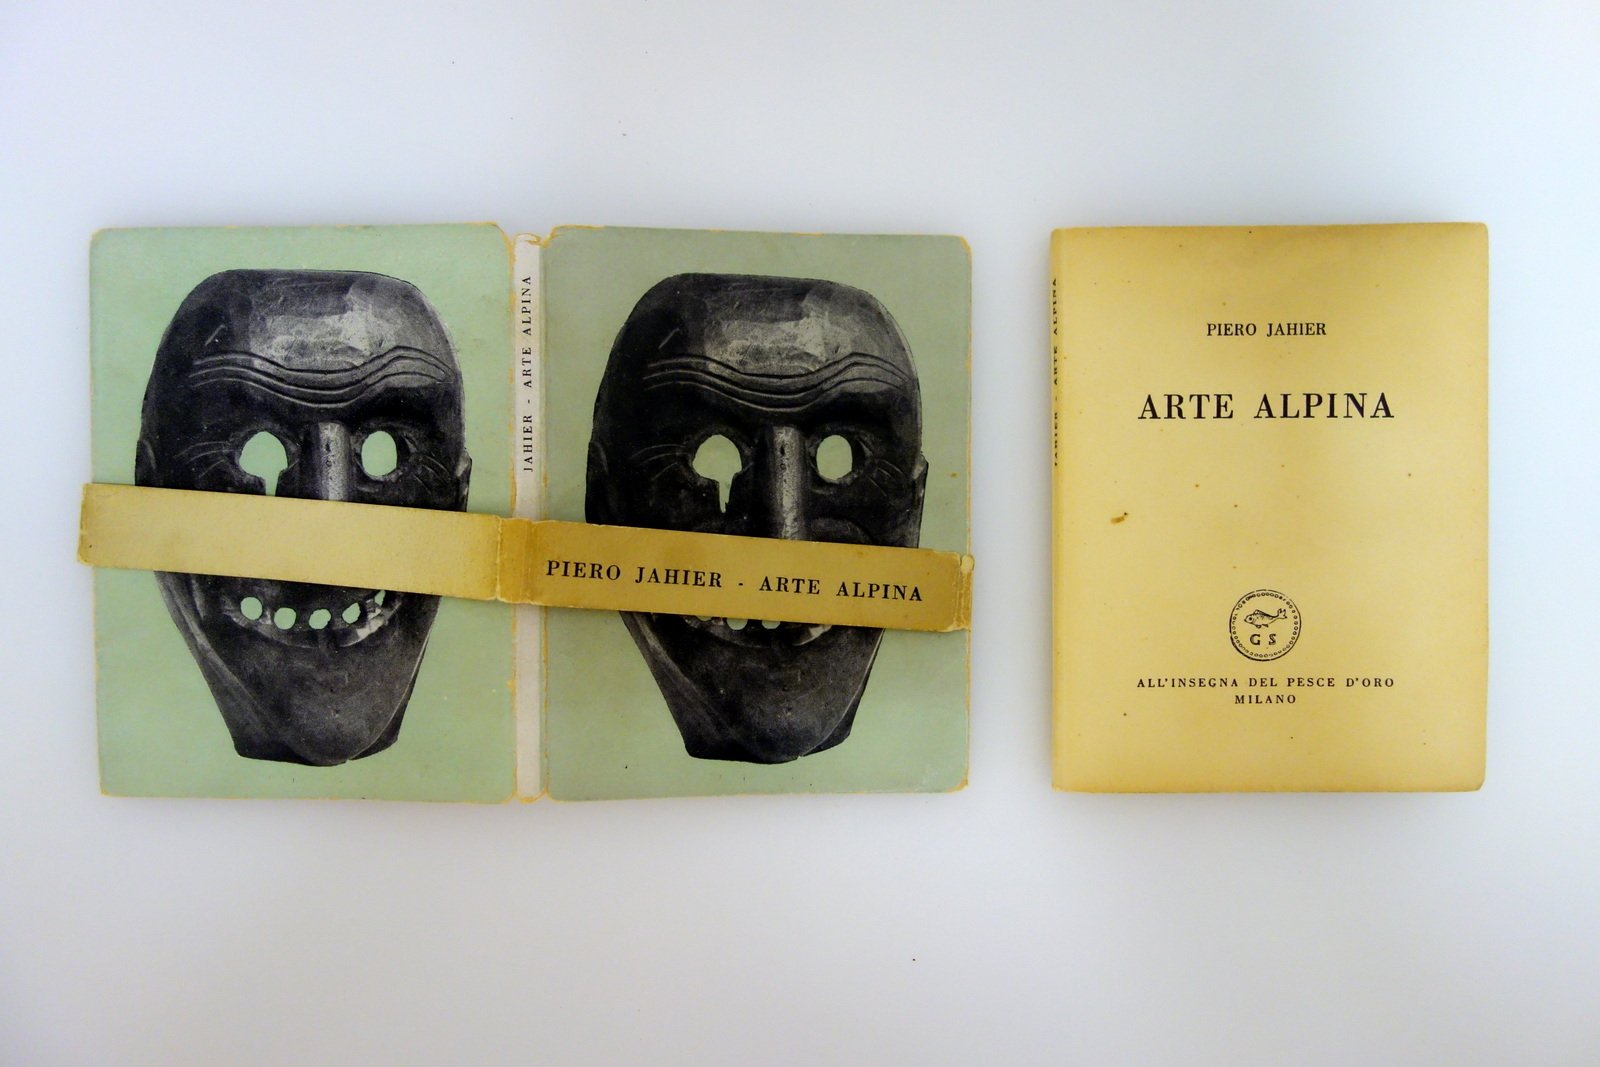 JAHIER - ARTE ALPINA
PIERO JAHIER - ARTE ALPINA
JAHIER - ARTE ALPINA
PIERO JAHIER
ARTE ALPINA
G S
ALL'INSEGNA DEL PESCE D'ORO
MILANO